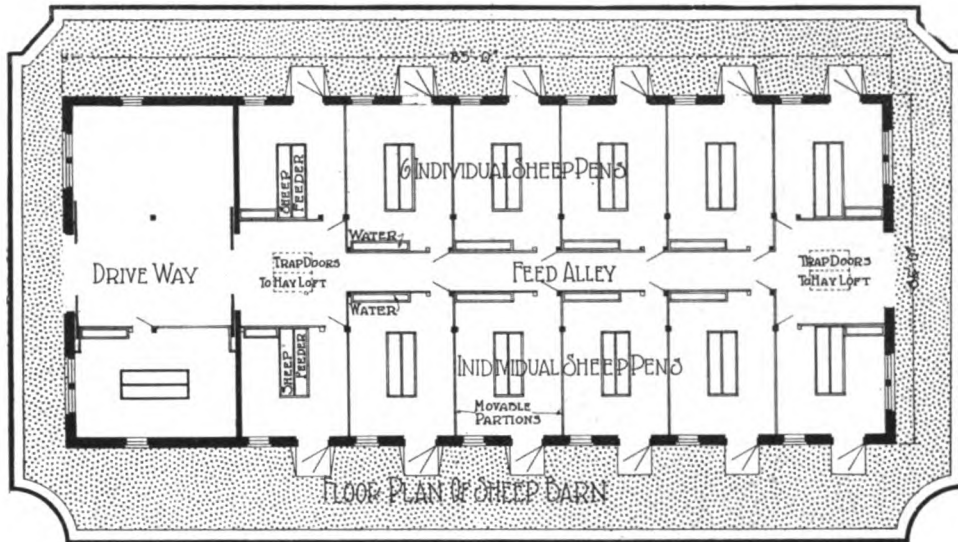 85'-0"
SHEEP
FEEDER
6 INDIVIDUAL SHEEP PENS
WATER
DRIVE WAY
TRAP DOORS
TO HAY LOFT
FEED ALLEY
TRAP DOORS
TO HAY LOFT
WATER
SHEEP
FEEDER
INIDIVIDUAL SHEEP PENS
MOVABLE
PARTIONS
FLOOR PLAN OF SHEEP BARN